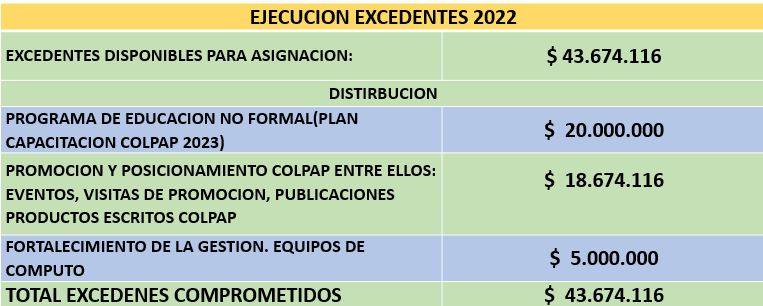 EJECUCION EXCEDENTES 2022
EXCEDENTES DISPONIBLES PARA ASIGNACION: $ 43.674.116
DISTIRBUCION
PROGRAMA DE EDUCACION NO FORMAL(PLAN
CAPACITACION COLPAP 2023) $ 20.000.000
PROMOCION Y POSICIONAMIENTO COLPAP ENTRE ELLOS:
EVENTOS, VISITAS DE PROMOCION, PUBLICACIONES
PRODUCTOS ESCRITOS COLPAP
$ 18.674.116
FORTALECIMIENTO DE LA GESTION. EQUIPOS DE
COMPUTO
$ 5.000.000
TOTAL EXCEDENES COMPROMETIDOS $ 43.674.116